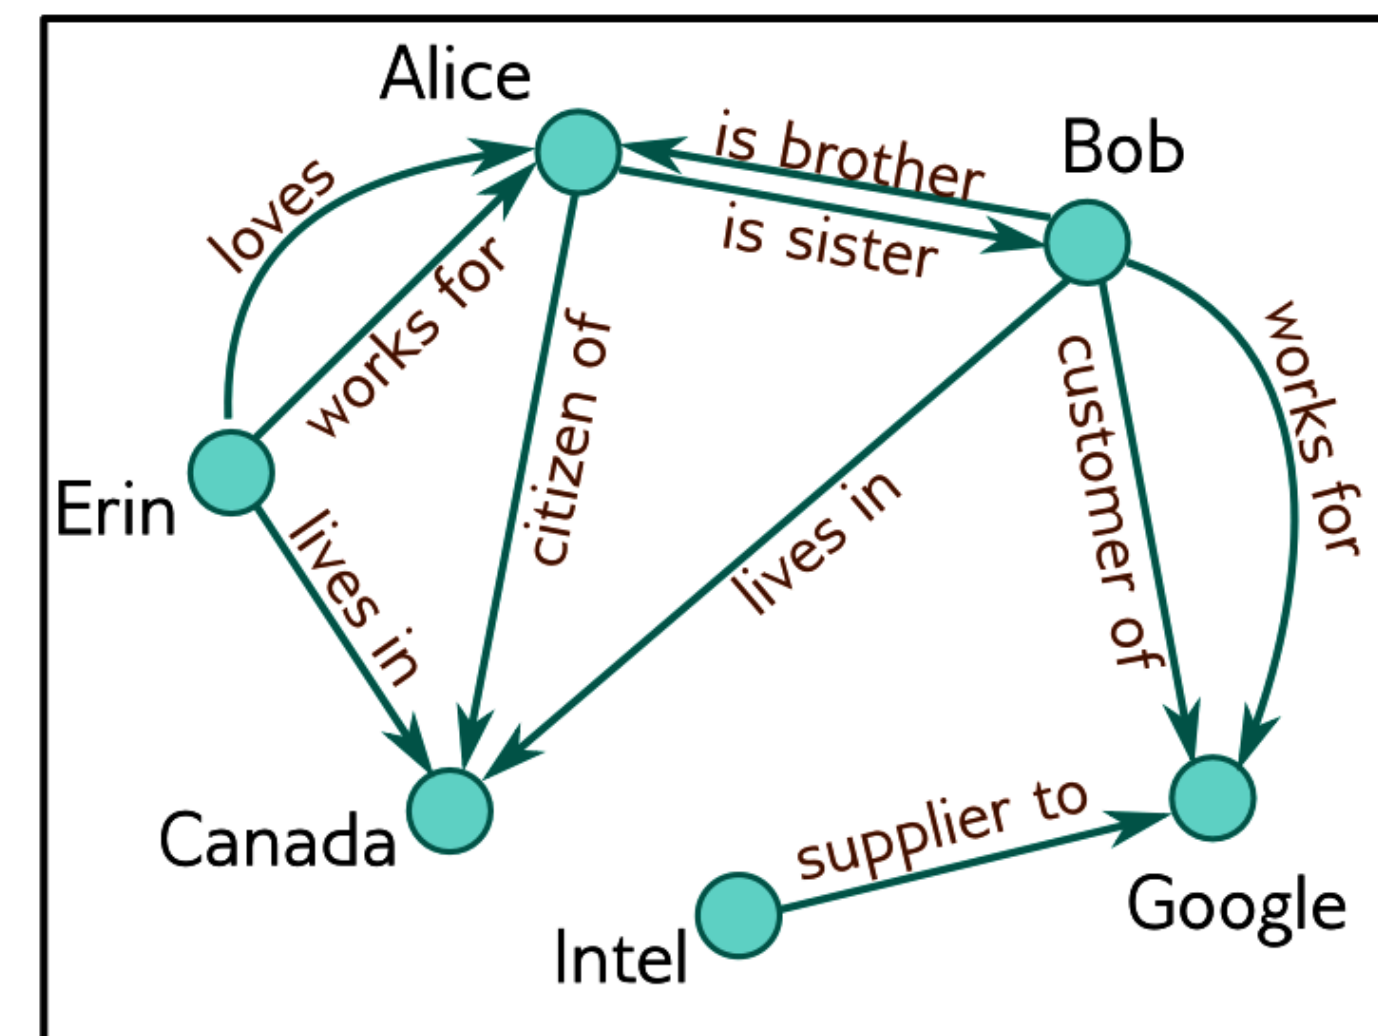 Alice
is brother
Bob
loves
is sister
works for
works for
citizen of
customer of
Erin
lives in
lives in
Canada
supplier to
Google
Intel